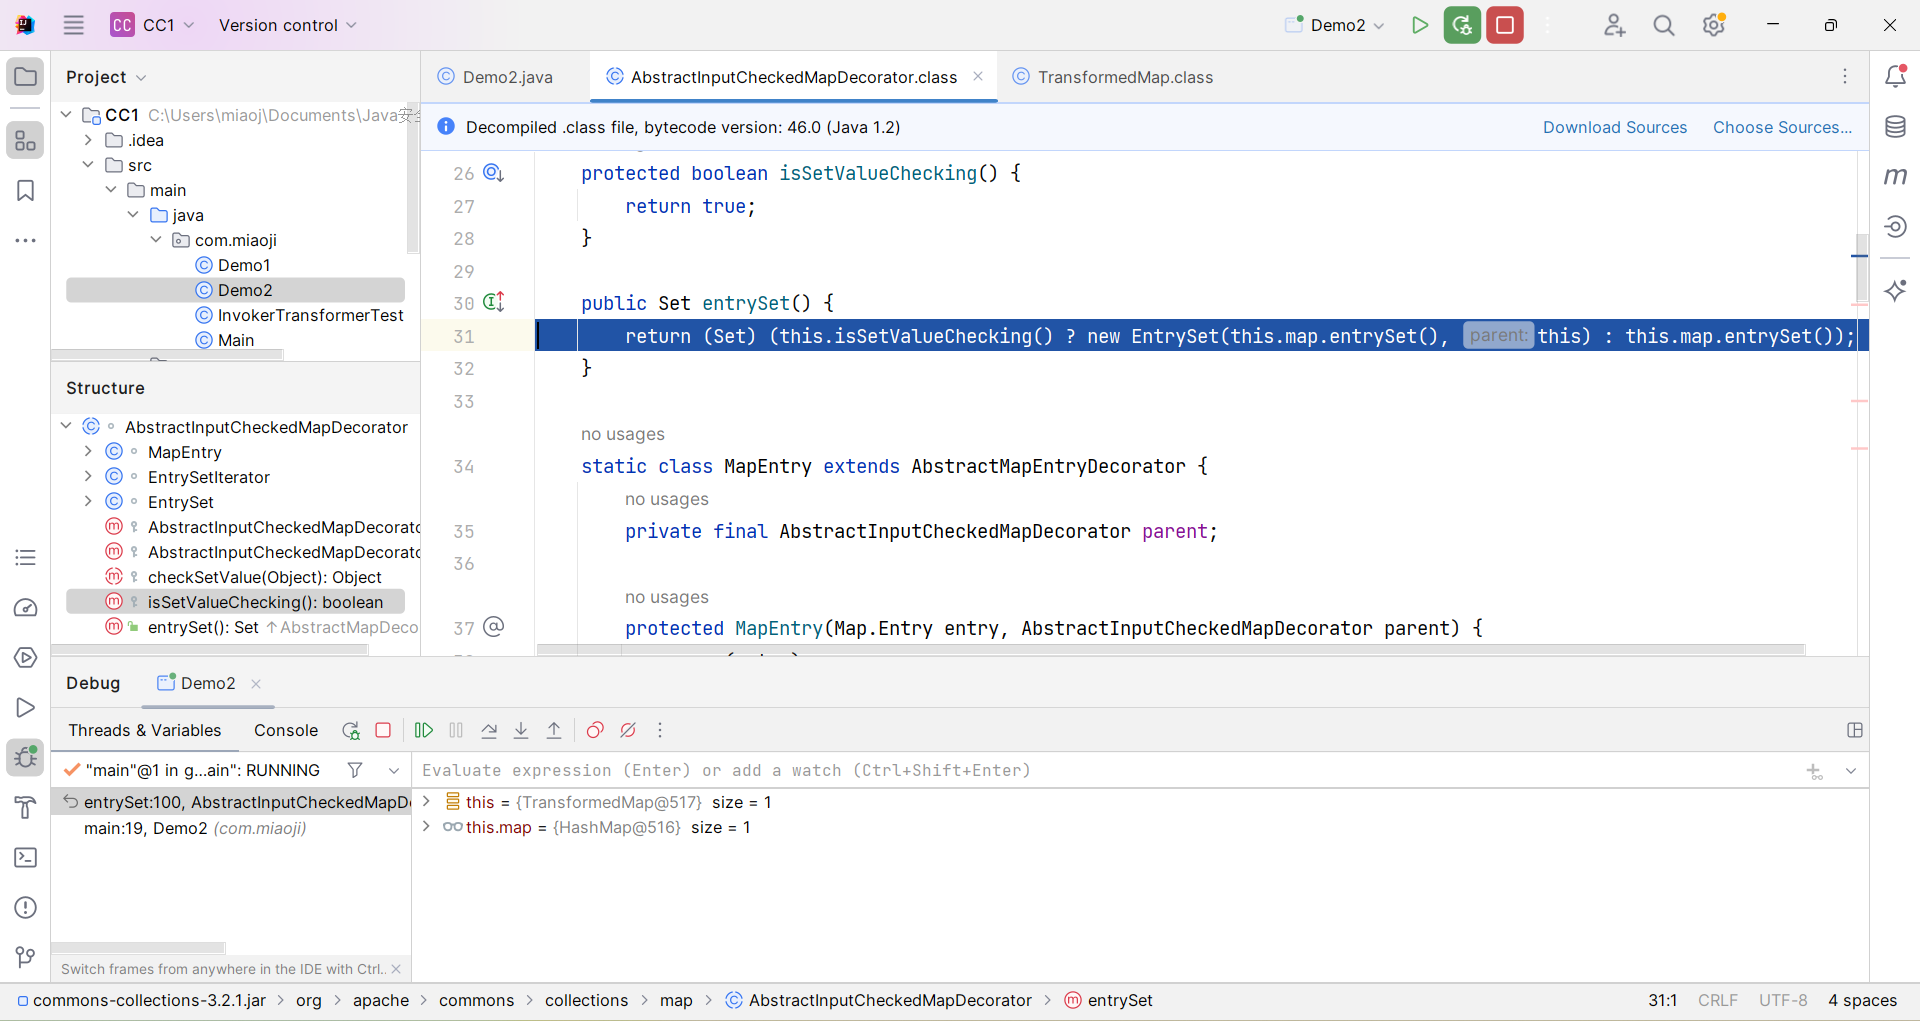 CC CC1 Version control Demo2
Project
CC1 C:\Users\miaoj\Documents\Java安全
.idea
src
main
java
com.miaoji
Demo1
Demo2
InvokerTransformerTest
Main
Structure
AbstractInputCheckedMapDecorator
MapEntry
EntrySetIterator
EntrySet
AbstractInputCheckedMapDecorato
AbstractInputCheckedMapDecorato
checkSetValue(Object): Object
isSetValueChecking(): boolean
entrySet(): Set ↑AbstractMapDeco
Demo2.java AbstractInputCheckedMapDecorator.class TransformedMap.class
Decompiled .class file, bytecode version: 46.0 (Java 1.2) Download Sources Choose Sources...
26 protected boolean isSetValueChecking() {
27 return true;
28 }
29
30 public Set entrySet() {
31 return (Set) (this.isSetValueChecking() ? new EntrySet(this.map.entrySet(), parent: this) : this.map.entrySet());
32 }
33
no usages
34 static class MapEntry extends AbstractMapEntryDecorator {
no usages
35 private final AbstractInputCheckedMapDecorator parent;
36
no usages
37 protected MapEntry(Map.Entry entry, AbstractInputCheckedMapDecorator parent) {
Debug Demo2
Threads & Variables Console
"main"@1 in g...ain": RUNNING
Evaluate expression (Enter) or add a watch (Ctrl+Shift+Enter)
entrySet:100, AbstractInputCheckedMapD
main:19, Demo2 (com.miaoji)
this = {TransformedMap@517} size = 1
this.map = {HashMap@516} size = 1
Switch frames from anywhere in the IDE with Ctrl..
commons-collections-3.2.1.jar > org > apache > commons > collections > map > AbstractInputCheckedMapDecorator > entrySet 31:1 CRLF UTF-8 4 spaces